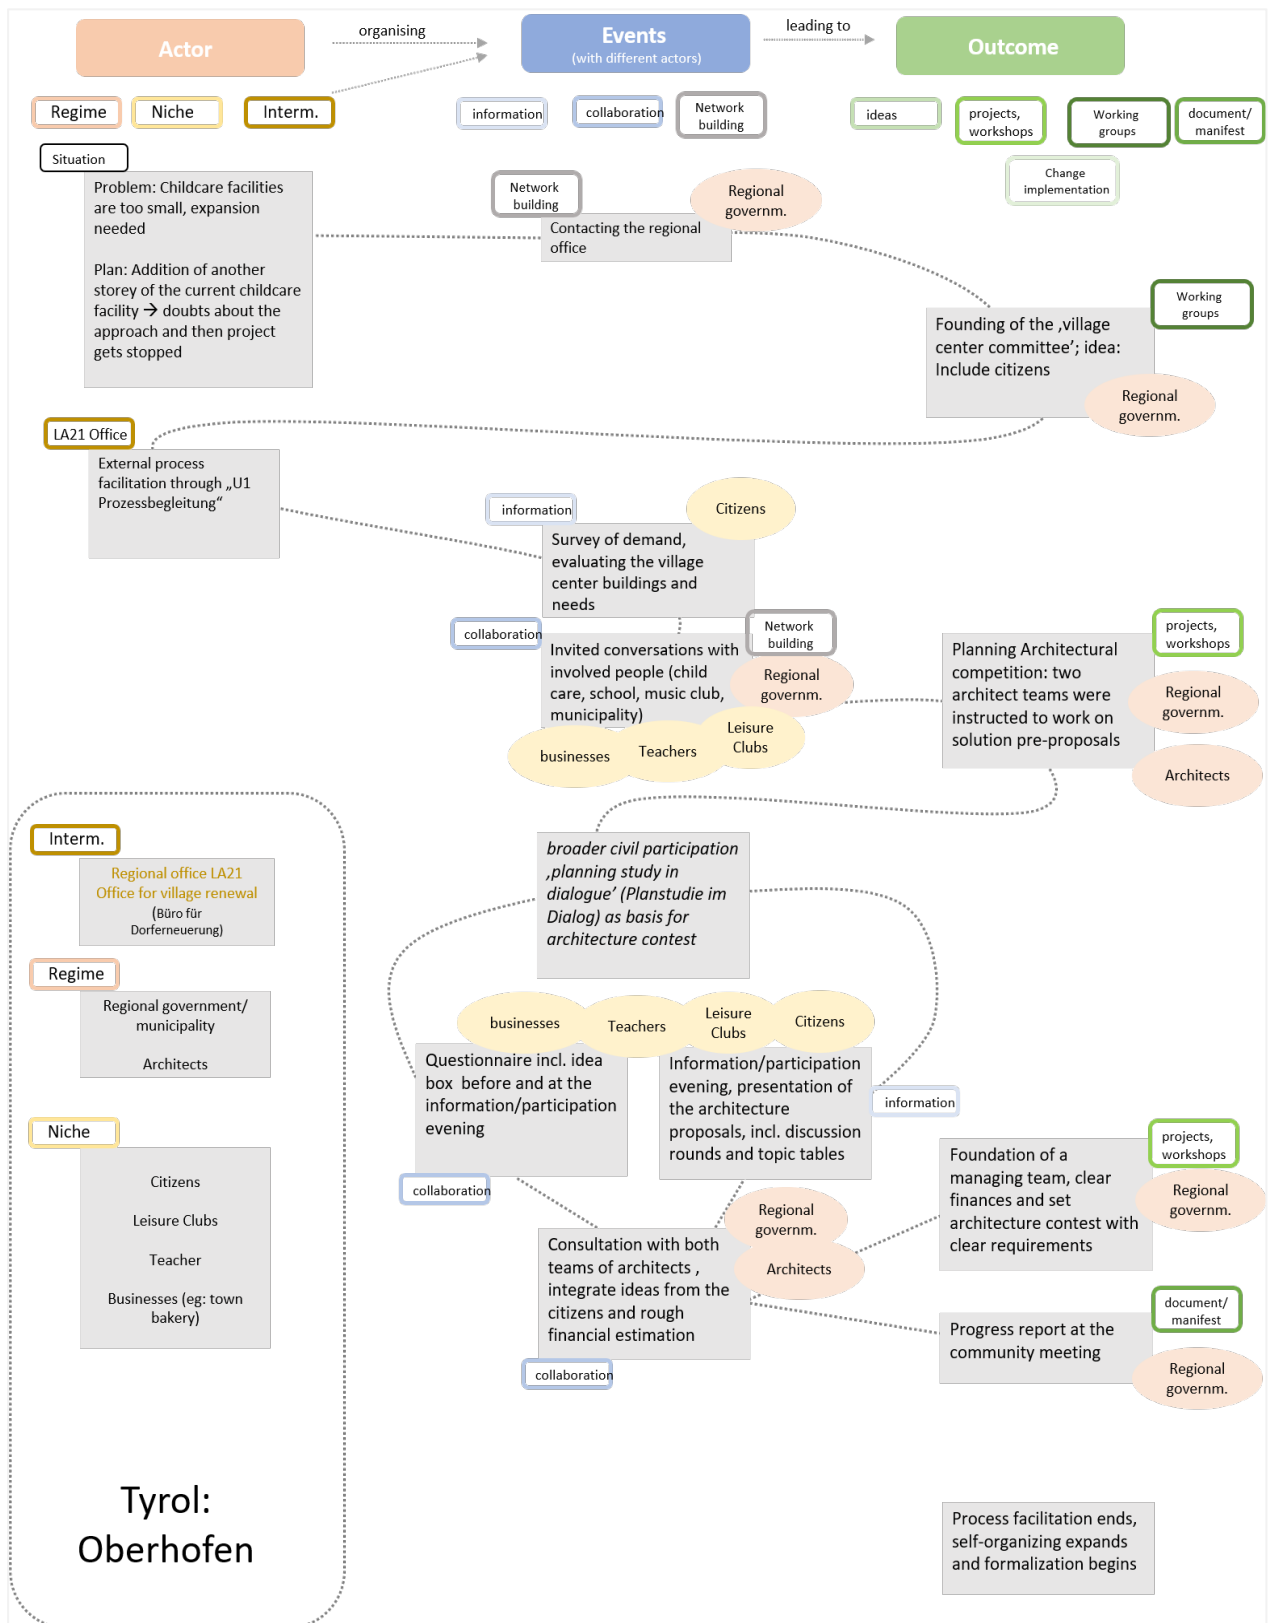 Actor
organising
Events
(with different actors)
leading to
Outcome
Regime
Niche
Interm.
information
collaboration
Network
building
ideas
projects,
workshops
Working
groups
document/
manifest
Change
implementation
Situation
Problem: Childcare facilities
are too small, expansion
needed
Plan: Addition of another
storey of the current childcare
facility → doubts about the
approach and then project
gets stopped
Network
building
Regional
governm.
Contacting the regional
office
Working
groups
Founding of the ‚village
center committee’; idea:
Include citizens
Regional
governm.
LA21 Office
External process
facilitation through „U1
Prozessbegleitung“
information
Citizens
Survey of demand,
evaluating the village
center buildings and
needs
collaboration
Network
building
Invited conversations with
involved people (child
care, school, music club,
municipality)
Regional
governm.
businesses
Teachers
Leisure
Clubs
projects,
workshops
Planning Architectural
competition: two
architect teams were
instructed to work on
solution pre-proposals
Regional
governm.
Architects
broader civil participation
‚planning study in
dialogue’ (Planstudie im
Dialog) as basis for
architecture contest
businesses
Teachers
Leisure
Clubs
Citizens
Questionnaire incl. idea
box before and at the
information/participation
evening
collaboration
Information/participation
evening, presentation of
the architecture
proposals, incl. discussion
rounds and topic tables
information
Regional
governm.
Architects
Consultation with both
teams of architects ,
integrate ideas from the
citizens and rough
financial estimation
collaboration
projects,
workshops
Foundation of a
managing team, clear
finances and set
architecture contest with
clear requirements
Regional
governm.
document/
manifest
Progress report at the
community meeting
Regional
governm.
Process facilitation ends,
self-organizing expands
and formalization begins
Interm.
Regional office LA21
Office for village renewal
(Büro für
Dorferneuerung)
Regime
Regional government/
municipality
Architects
Niche
Citizens
Leisure Clubs
Teacher
Businesses (eg: town
bakery)
Tyrol:
Oberhofen